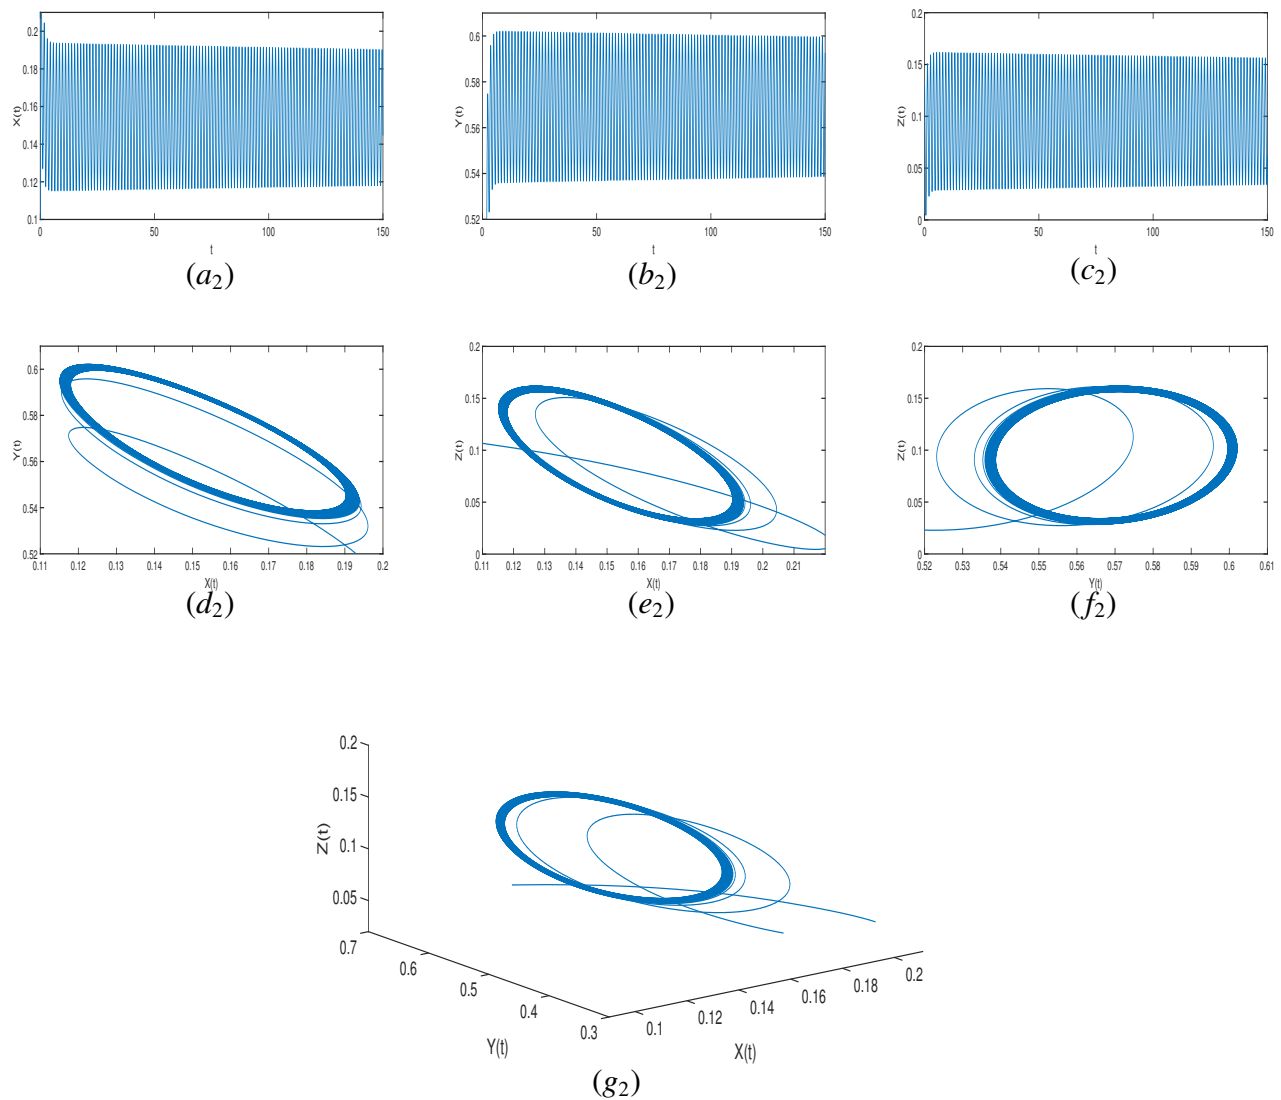 0.2
0.18
0.16
0.14
0.12
0.1
X(t)
0 50 100 150
t
(a₂)
0.6
0.58
0.56
0.54
0.52
Y(t)
0 50 100 150
t
(b₂)
0.2
0.15
0.1
0.05
0
Z(t)
0 50 100 150
t
(c₂)
0.6
0.58
0.56
0.54
0.52
Y(t)
0.11 0.12 0.13 0.14 0.15 0.16 0.17 0.18 0.19 0.2
X(t)
(d₂)
0.2
0.15
0.1
0.05
0
Z(t)
0.11 0.12 0.13 0.14 0.15 0.16 0.17 0.18 0.19 0.2 0.21
X(t)
(e₂)
0.2
0.15
0.1
0.05
0
Z(t)
0.52 0.53 0.54 0.55 0.56 0.57 0.58 0.59 0.6 0.61
Y(t)
(f₂)
0.2
0.15
0.1
0.05
Z(t)
0.7
0.6
0.5
0.4
0.3
Y(t)
0.1 0.12 0.14 0.16 0.18 0.2
X(t)
(g₂)